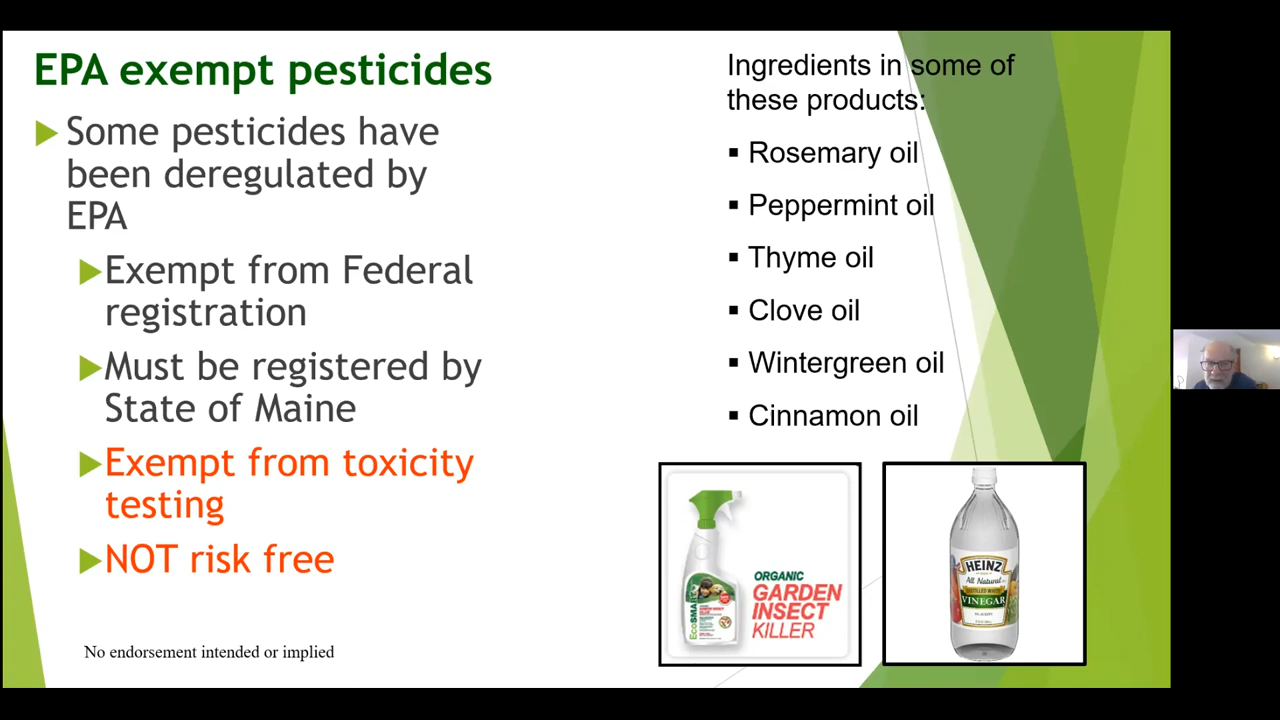 EPA exempt pesticides
Some pesticides have
been deregulated by
EPA
Exempt from Federal
registration
Must be registered by
State of Maine
Exempt from toxicity
testing
NOT risk free
No endorsement intended or implied
Ingredients in some of
these products:
Rosemary oil
Peppermint oil
Thyme oil
Clove oil
Wintergreen oil
Cinnamon oil
EcoSMART
ORGANIC
GARDEN
INSECT
KILLER
HEINZ
All Natural
DISTILLED WHITE
VINEGAR